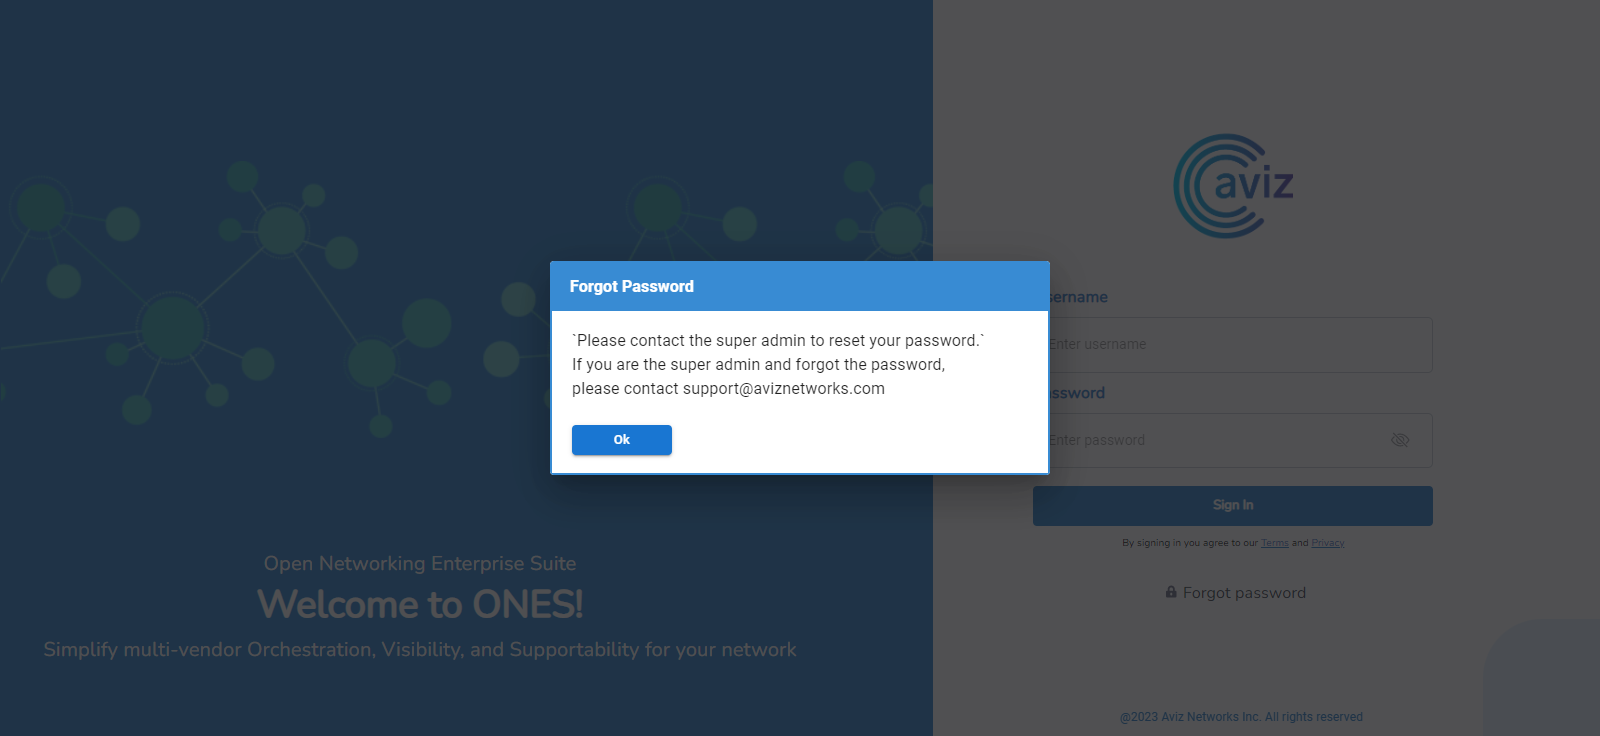 Open Networking Enterprise Suite
Welcome to ONES!
Simplify multi-vendor Orchestration, Visibility, and Supportability for your network
Forgot Password
`Please contact the super admin to reset your password.`
If you are the super admin and forgot the password,
please contact support@aviznetworks.com
Ok
aviz
sername
Enter username
ssword
Enter password
Sign In
By signing in you agree to our Terms and Privacy
Forgot password
@2023 Aviz Networks Inc. All rights reserved